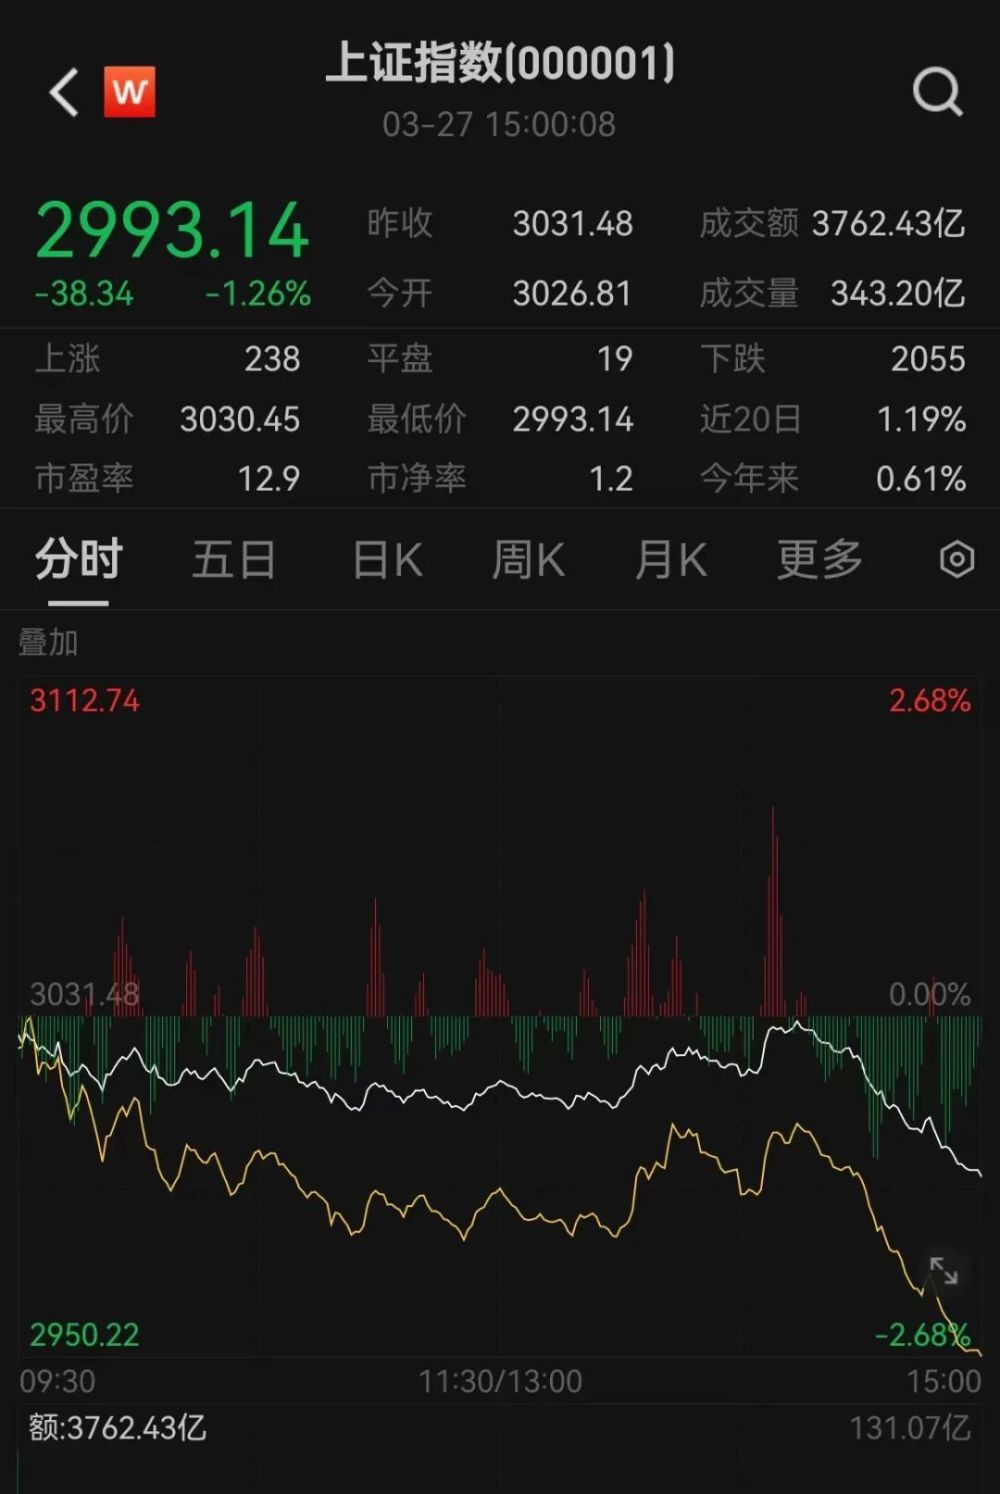 W
上证指数(000001)
03-27 15:00:08
2993.14
-38.34 -1.26%
昨收 3031.48 成交额 3762.43亿
今开 3026.81 成交量 343.20亿
上涨 238 平盘 19 下跌 2055
最高价 3030.45 最低价 2993.14 近20日 1.19%
市盈率 12.9 市净率 1.2 今年来 0.61%
分时 五日 日K 周K 月K 更多
叠加
3112.74 2.68%
3031.48 0.00%
2950.22 -2.68%
09:30 11:30/13:00 15:00
额:3762.43亿 131.07亿